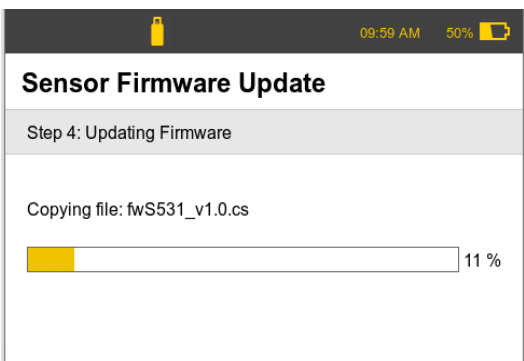 09:59 AM 50%
Sensor Firmware Update
Step 4: Updating Firmware
Copying file: fwS531_v1.0.cs
11 %